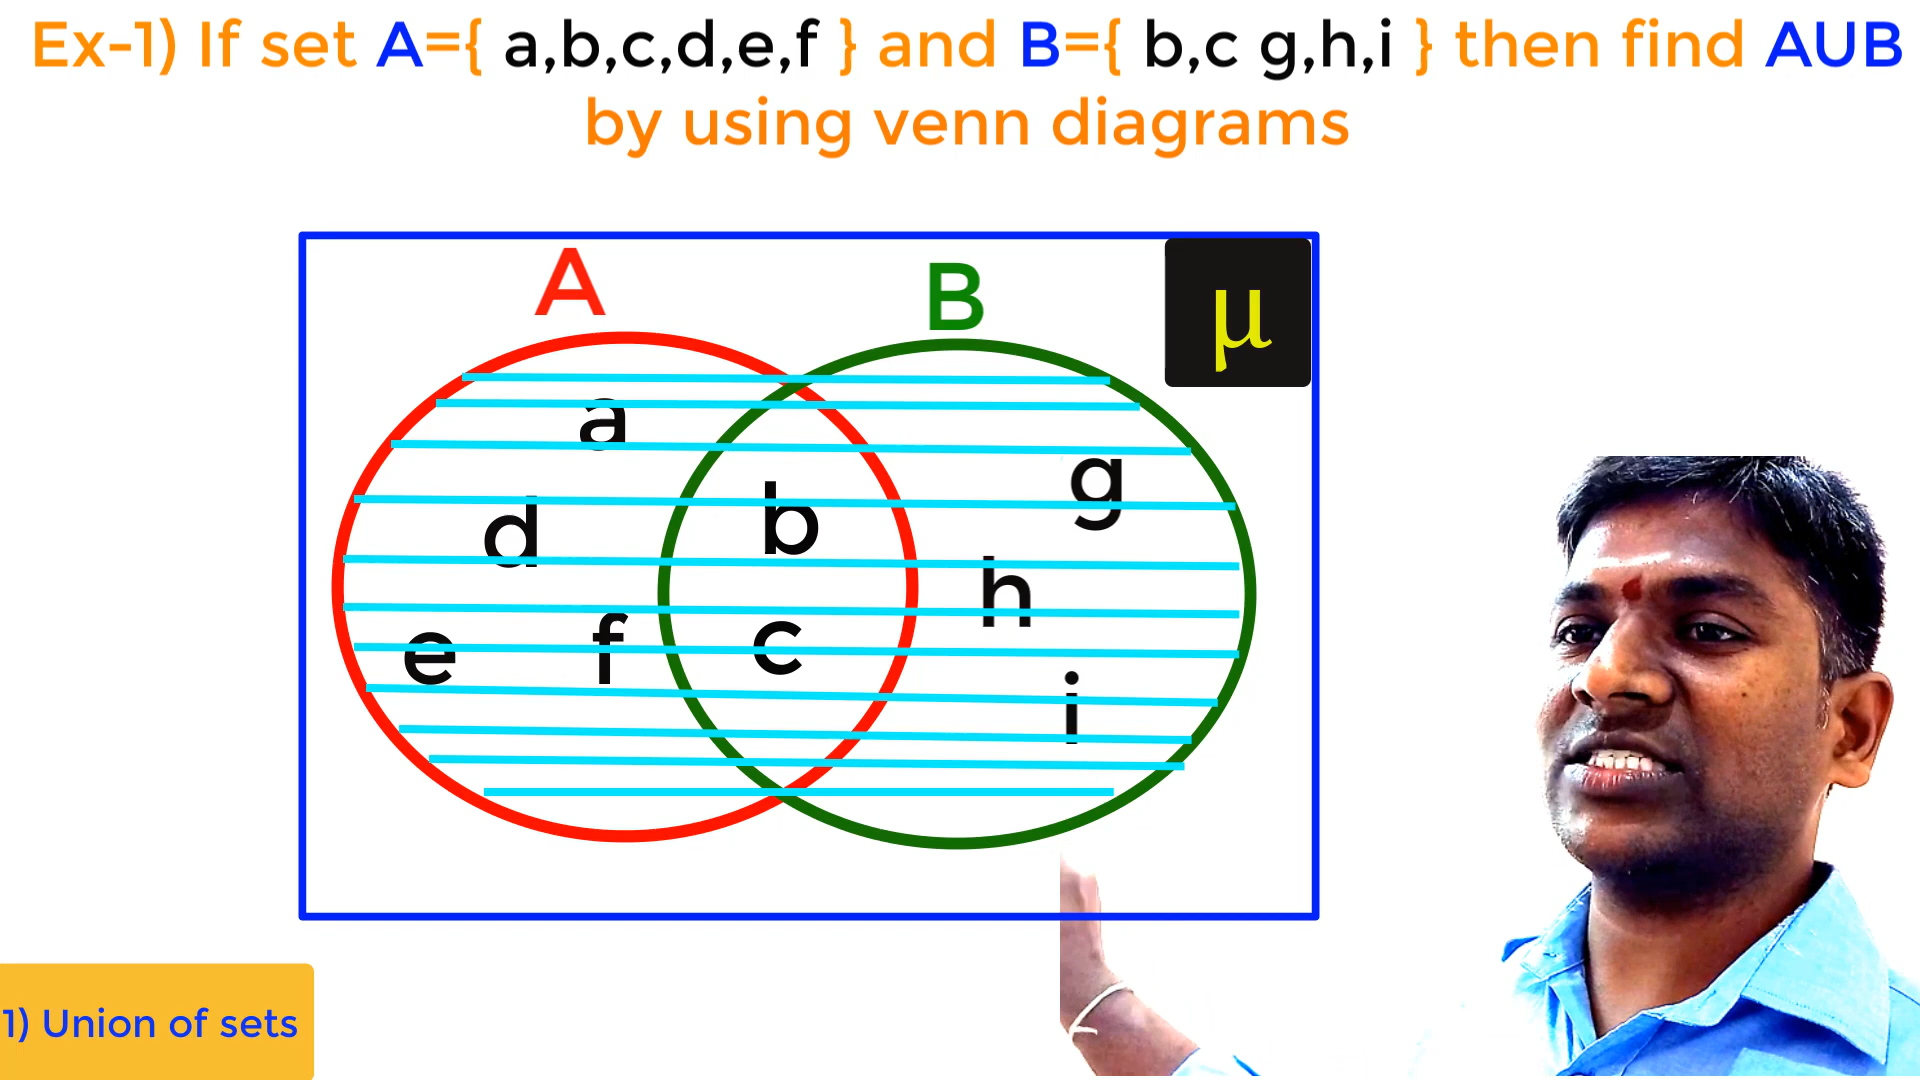 Ex-1) If set A={ a,b,c,d,e,f } and B={ b,c g,h,i } then find AUB
by using venn diagrams
A
B
μ
a
g
d
b
h
e
f
c
i
1) Union of sets